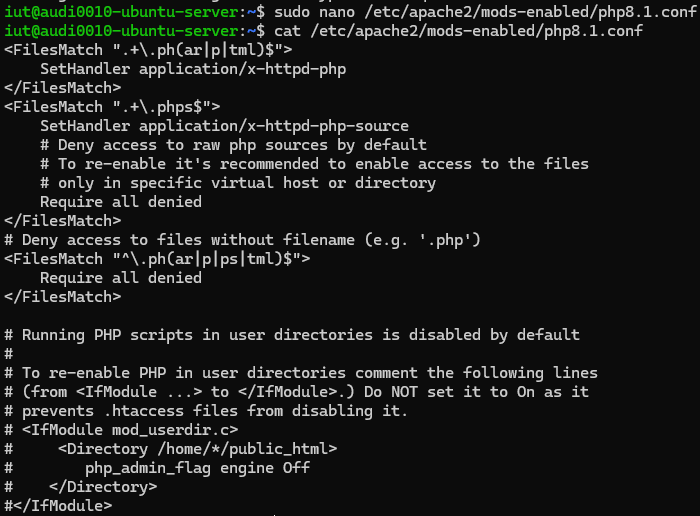 iut@audi0010-ubuntu-server:~$ sudo nano /etc/apache2/mods-enabled/php8.1.conf
iut@audi0010-ubuntu-server:~$ cat /etc/apache2/mods-enabled/php8.1.conf
<FilesMatch ".+\.ph(ar|p|tml)$">
    SetHandler application/x-httpd-php
</FilesMatch>
<FilesMatch ".+\.phps$">
    SetHandler application/x-httpd-php-source
    # Deny access to raw php sources by default
    # To re-enable it's recommended to enable access to the files
    # only in specific virtual host or directory
    Require all denied
</FilesMatch>
# Deny access to files without filename (e.g. '.php')
<FilesMatch "^\.ph(ar|p|ps|tml)$">
    Require all denied
</FilesMatch>

# Running PHP scripts in user directories is disabled by default
#
# To re-enable PHP in user directories comment the following lines
# (from <IfModule ...> to </IfModule>.) Do NOT set it to On as it
# prevents .htaccess files from disabling it.
# <IfModule mod_userdir.c>
#     <Directory /home/*/public_html>
#        php_admin_flag engine Off
#    </Directory>
#</IfModule>